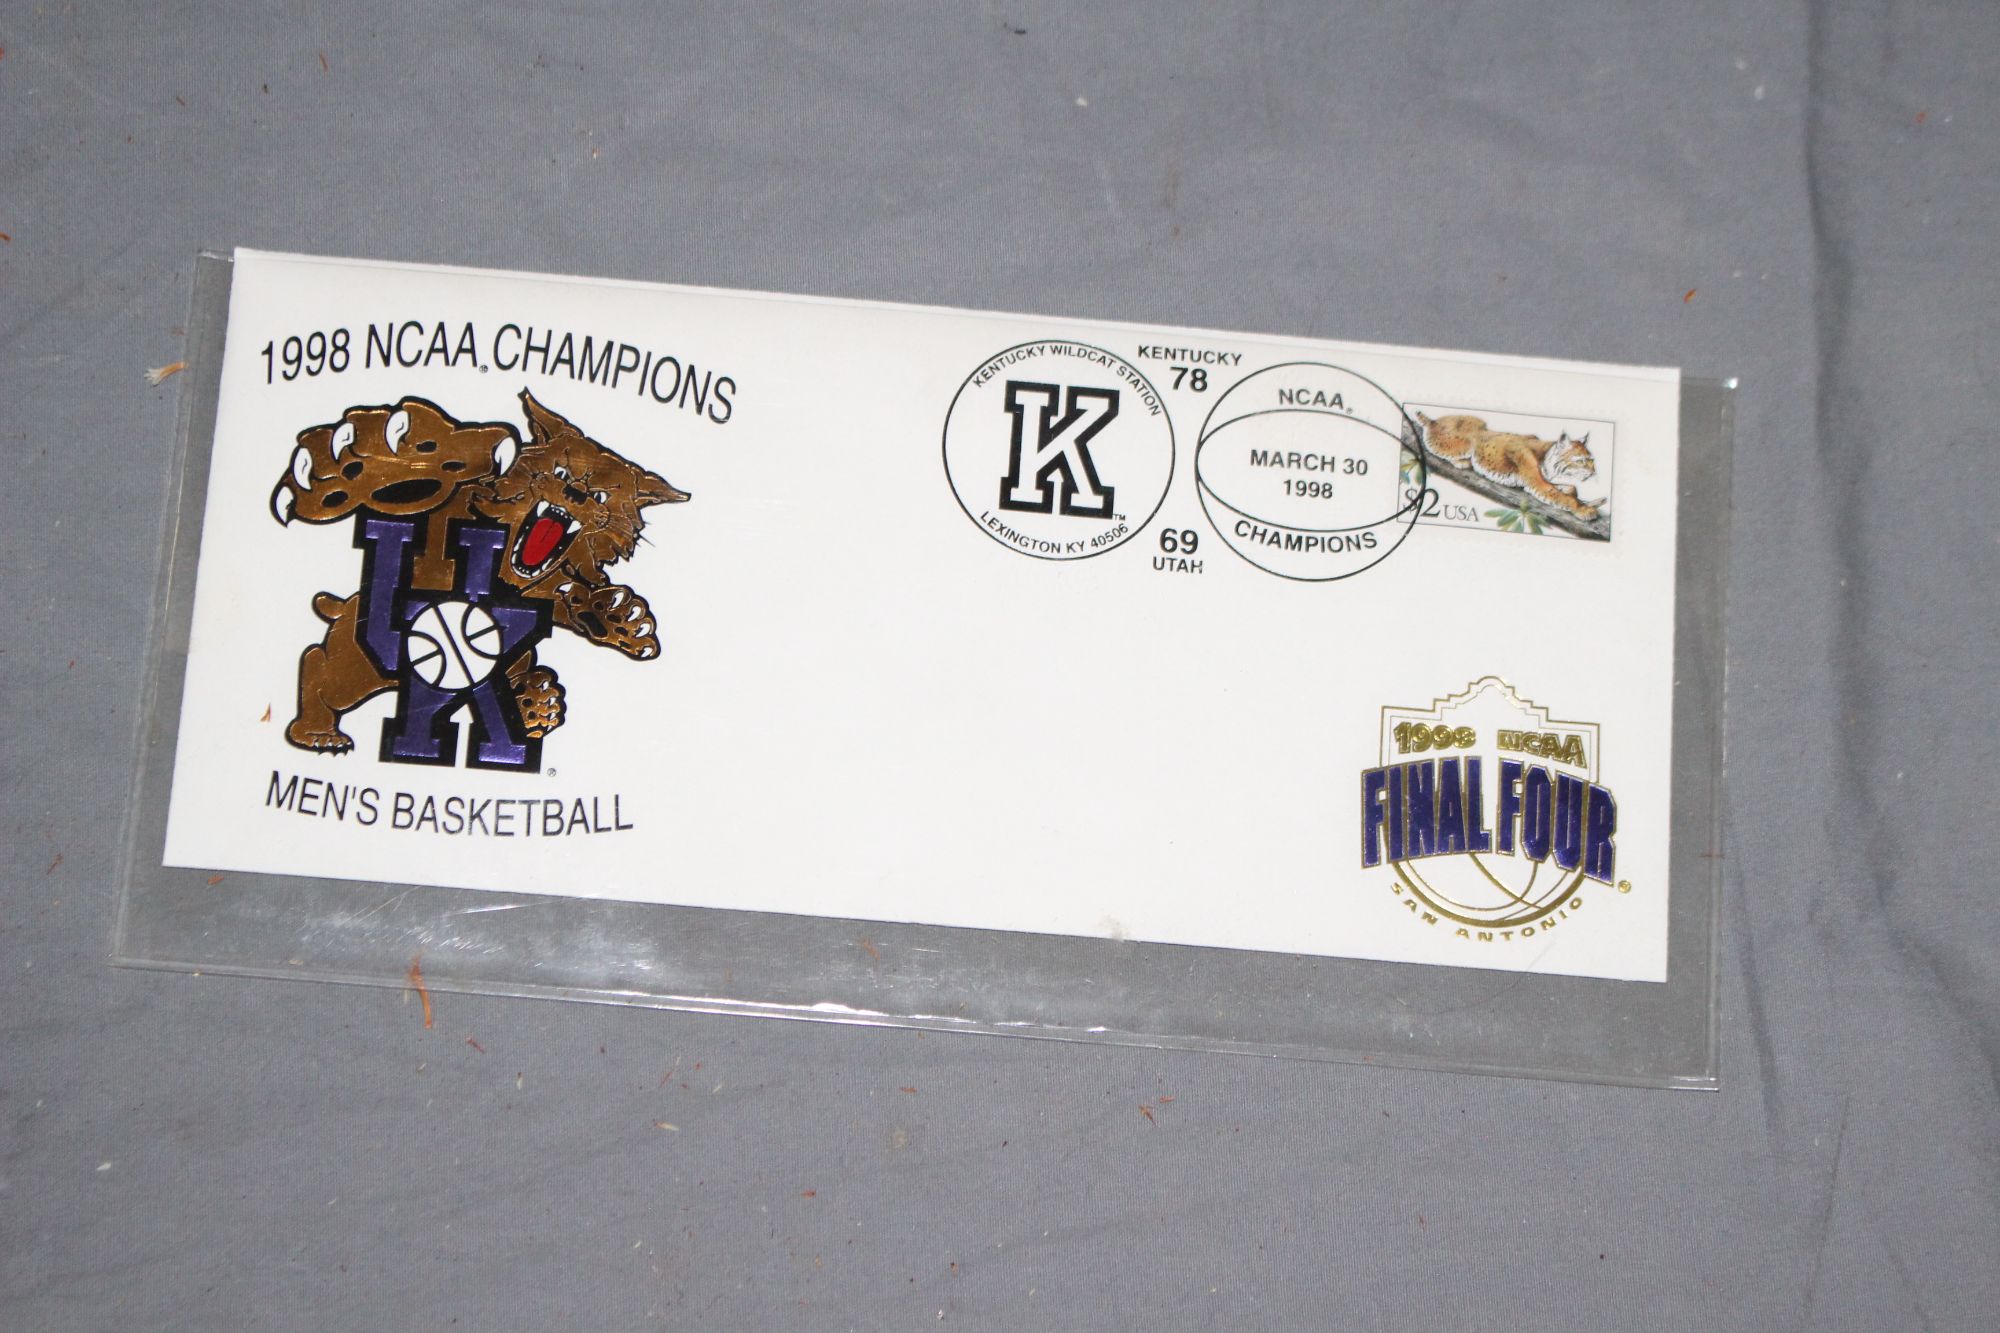 1998 NCAA® CHAMPIONS
UK
®
MEN'S BASKETBALL
KENTUCKY WILDCAT STATION
K
™
LEXINGTON KY 40506
KENTUCKY
78
69
UTAH
NCAA®
MARCH 30
1998
CHAMPIONS
$2 USA
1998 NCAA
FINAL FOUR®
SAN ANTONIO